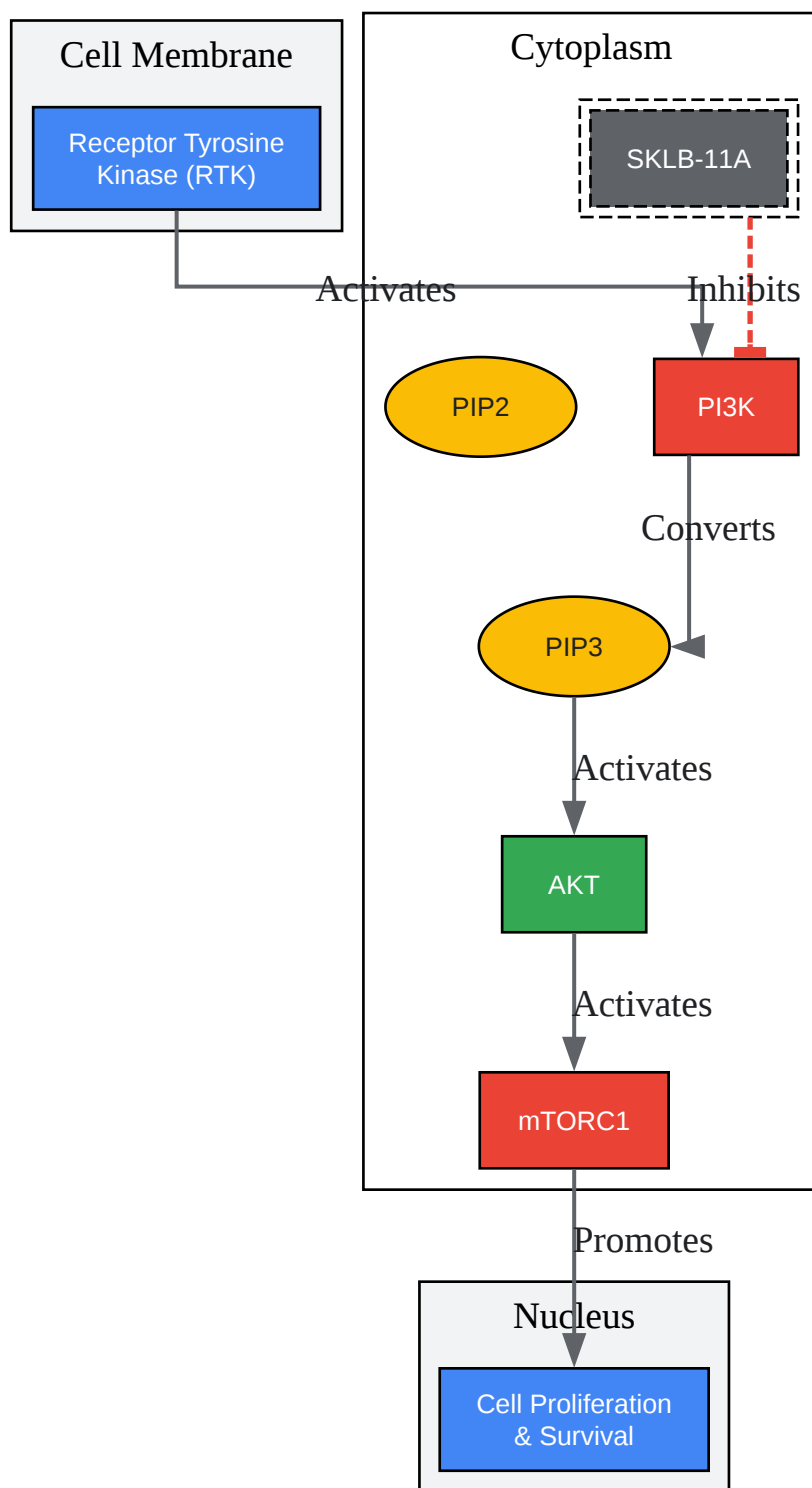 Cell Membrane
Cytoplasm
Receptor Tyrosine
Kinase (RTK)
SKLB-11A
Activates
Inhibits
PIP2
PI3K
Converts
PIP3
Activates
AKT
Activates
mTORC1
Promotes
Nucleus
Cell Proliferation
& Survival